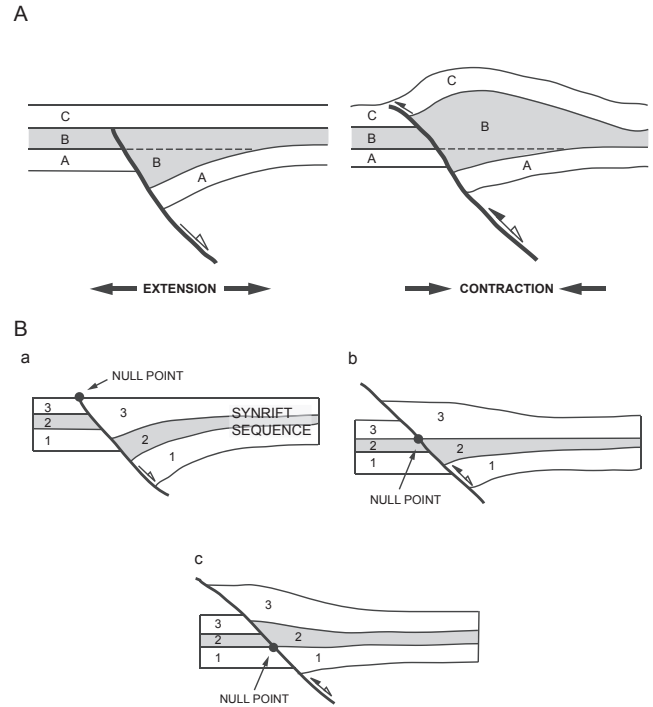 A
C
B
A
B
A
C
B
A
C
B
A
EXTENSION
CONTRACTION
B
a
NULL POINT
3
2
1
3
2
1
SYNRIFT
SEQUENCE
b
3
2
1
3
2
1
NULL POINT
c
3
2
1
3
2
1
NULL POINT